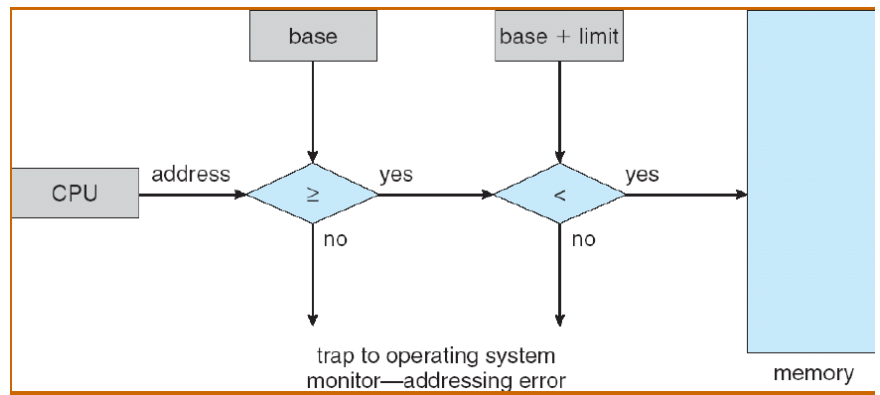 base
base + limit
CPU
address
≥
yes
<
yes
no
no
trap to operating system
monitor—addressing error
memory